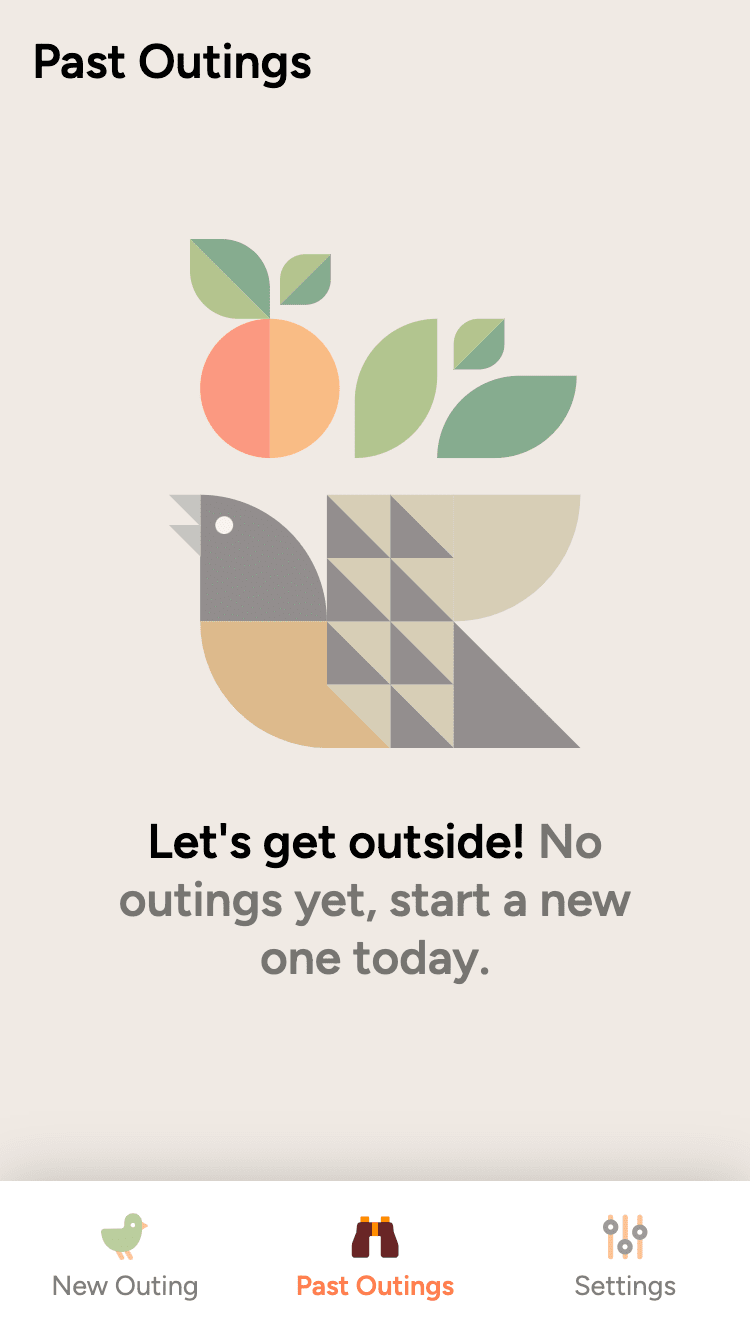 Past Outings
Let's get outside! No
outings yet, start a new
one today.
New Outing
Past Outings
Settings